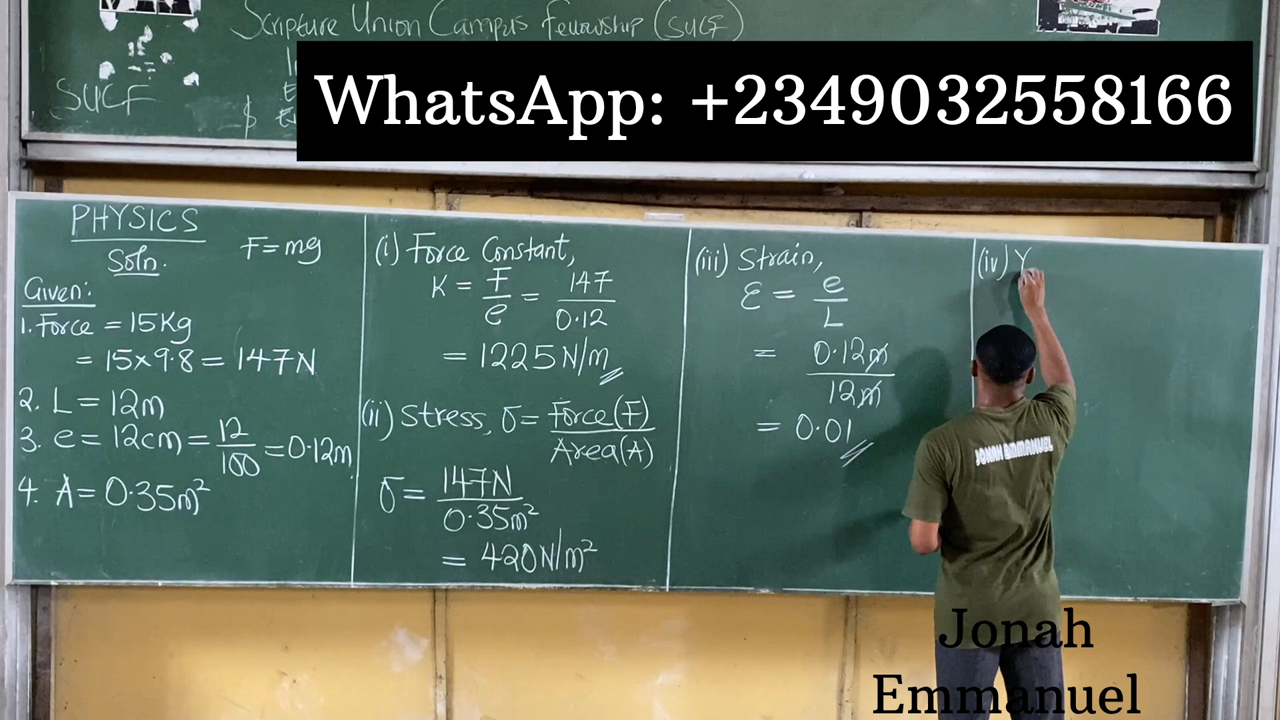 Scripture Union Campus Fellowship (SUCF)
SUCF
$
WhatsApp: +2349032558166
PHYSICS
Soln.
F = mg
Given:
1. Force = 15Kg
= 15×9.8 = 147N
2. L = 12m
3. e = 12cm = 12/100 = 0.12m
4. A = 0.35m²
(i) Force Constant,
K = F/e = 147/0.12
= 1225N/m
(ii) Stress, σ = Force(F)/Area(A)
σ = 147N/0.35m²
= 420N/m²
(iii) Strain,
ε = e/L
= 0.12m/12m
= 0.01
(iv) Y
JONAH EMMANUEL
Jonah
Emmanuel